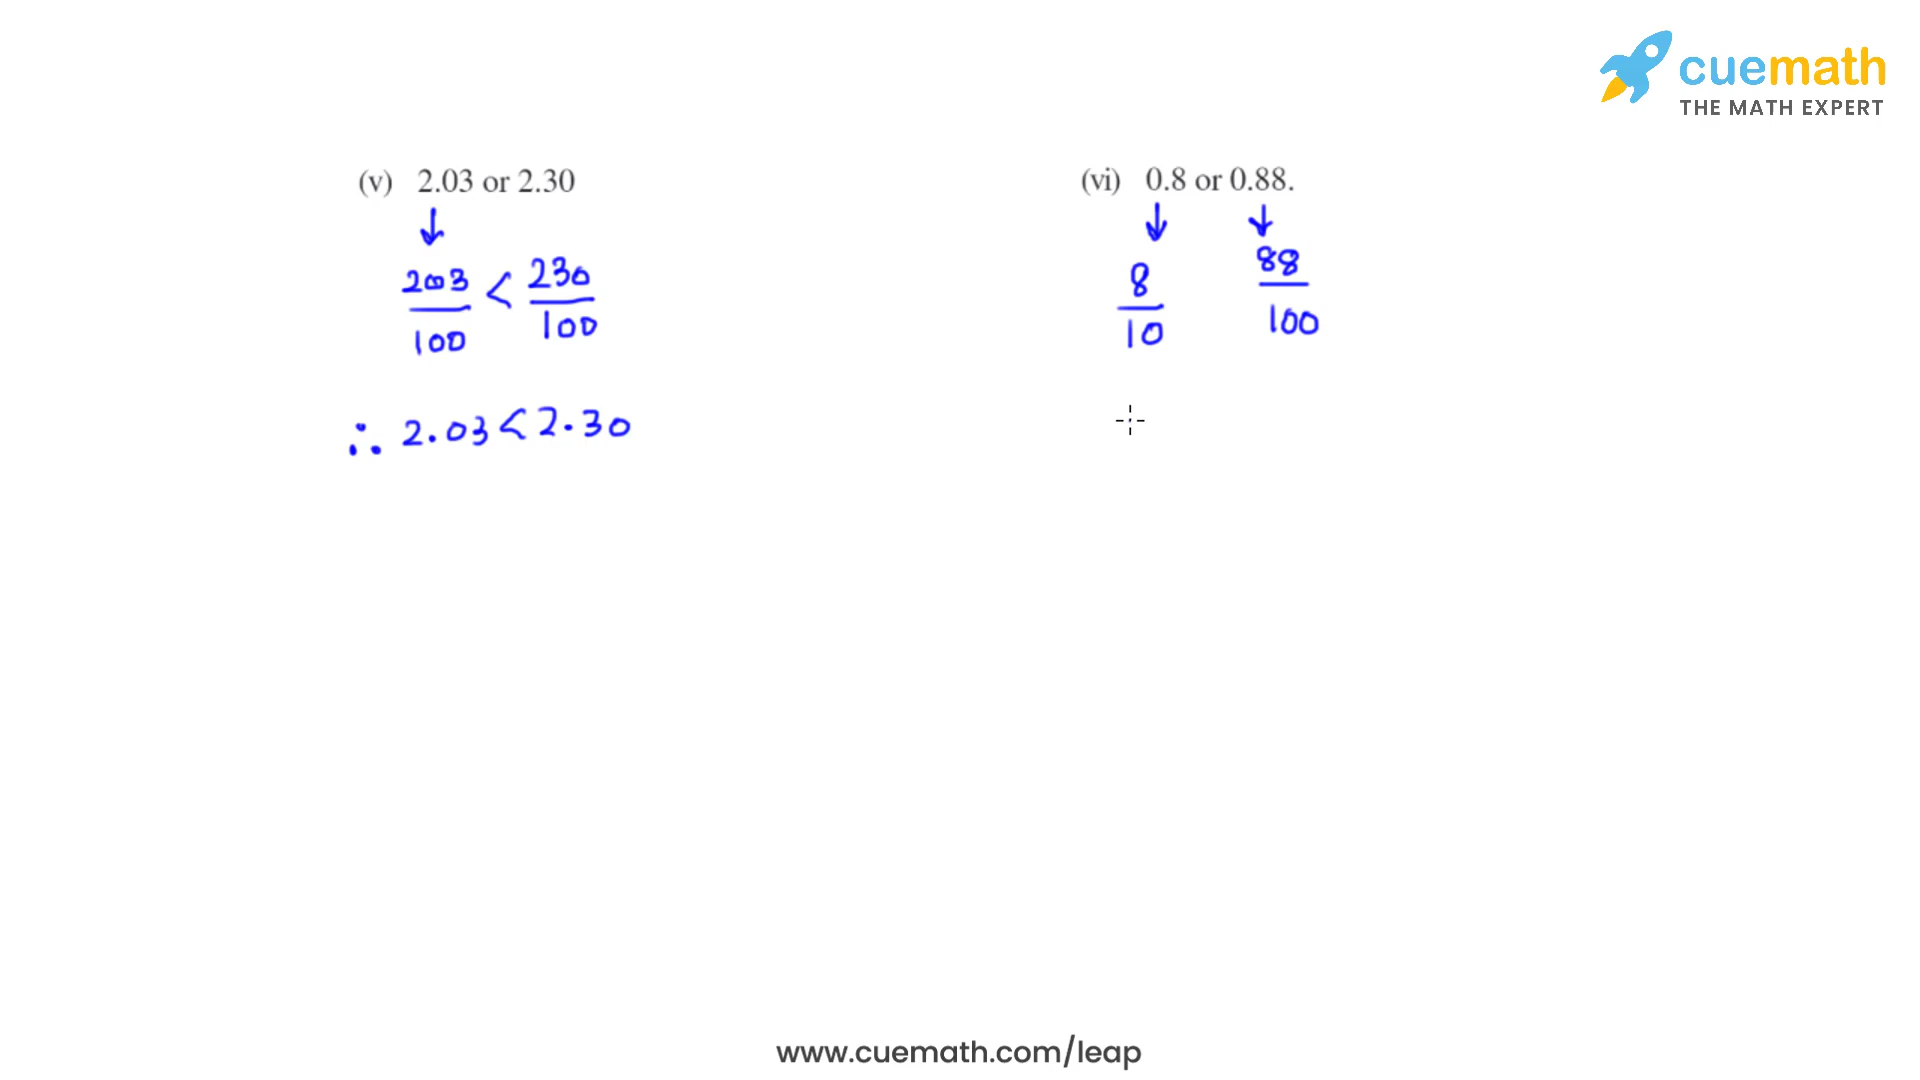 cuemath
THE MATH EXPERT
(v) 2.03 or 2.30
203/100 < 230/100
∴ 2.03 < 2.30
(vi) 0.8 or 0.88.
8/10 88/100
www.cuemath.com/leap